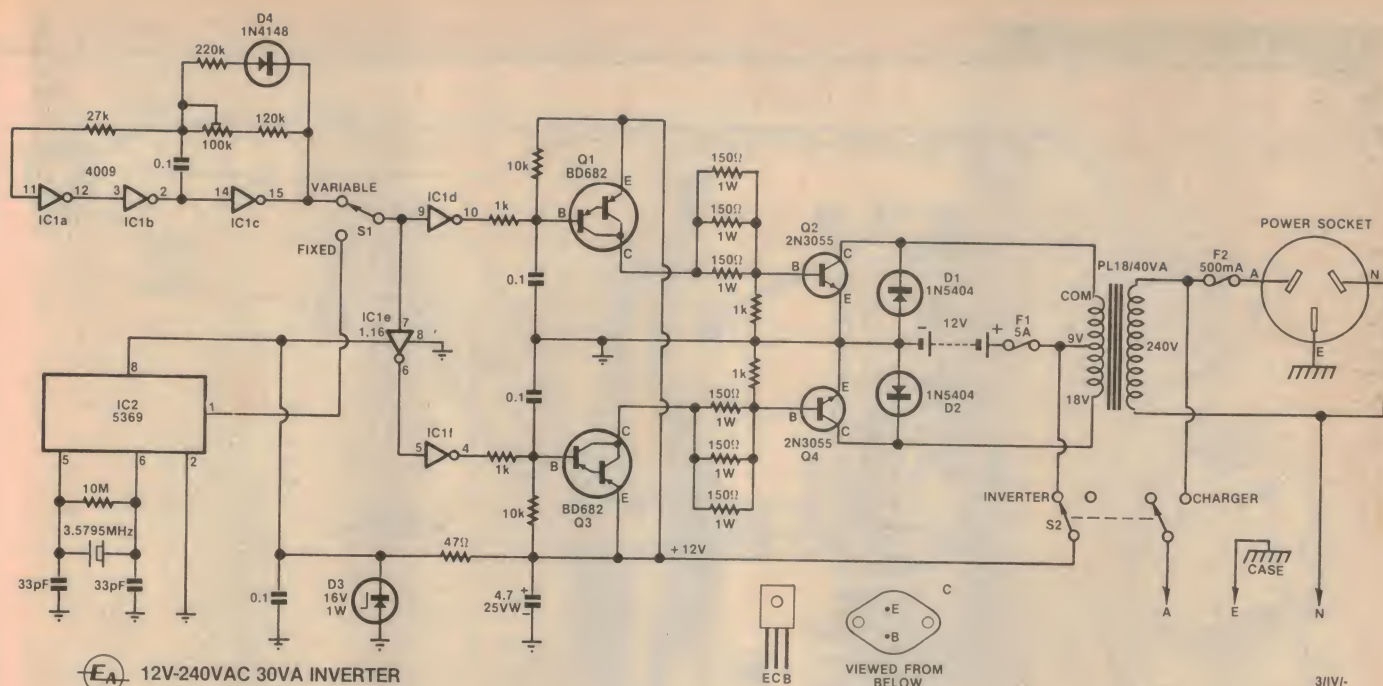 D4
1N4148
220k
27k
100k
120k
0.1
4009
11
12
3
2
14
15
IC1a
IC1b
IC1c
VARIABLE
S1
FIXED
9
IC1d
10
1k
10k
Q1
BD682
E
B
C
0.1
150Ω
1W
150Ω
1W
150Ω
1W
Q2
2N3055
C
B
E
1k
D1
1N5404
COM
PL18/40VA
F2
500mA
A
POWER SOCKET
N
E
12V
- +
F1
5A
9V
240V
18V
IC1e
1,16
7
8
6
0.1
1k
150Ω
1W
150Ω
1W
150Ω
1W
E
B
C
2N3055
Q4
1N5404
D2
8
IC2
5369
1
5
6
2
10M
3.5795MHz
33pF
33pF
5
IC1f
4
1k
B
C
E
BD682
Q3
10k
47Ω
+12V
0.1
D3
16V
1W
4.7
25VW
+
-
INVERTER
S2
CHARGER
CASE
A
E
N
EA 12V-240VAC 30VA INVERTER
ECB
C
E
B
VIEWED FROM
BELOW
3/IV/-